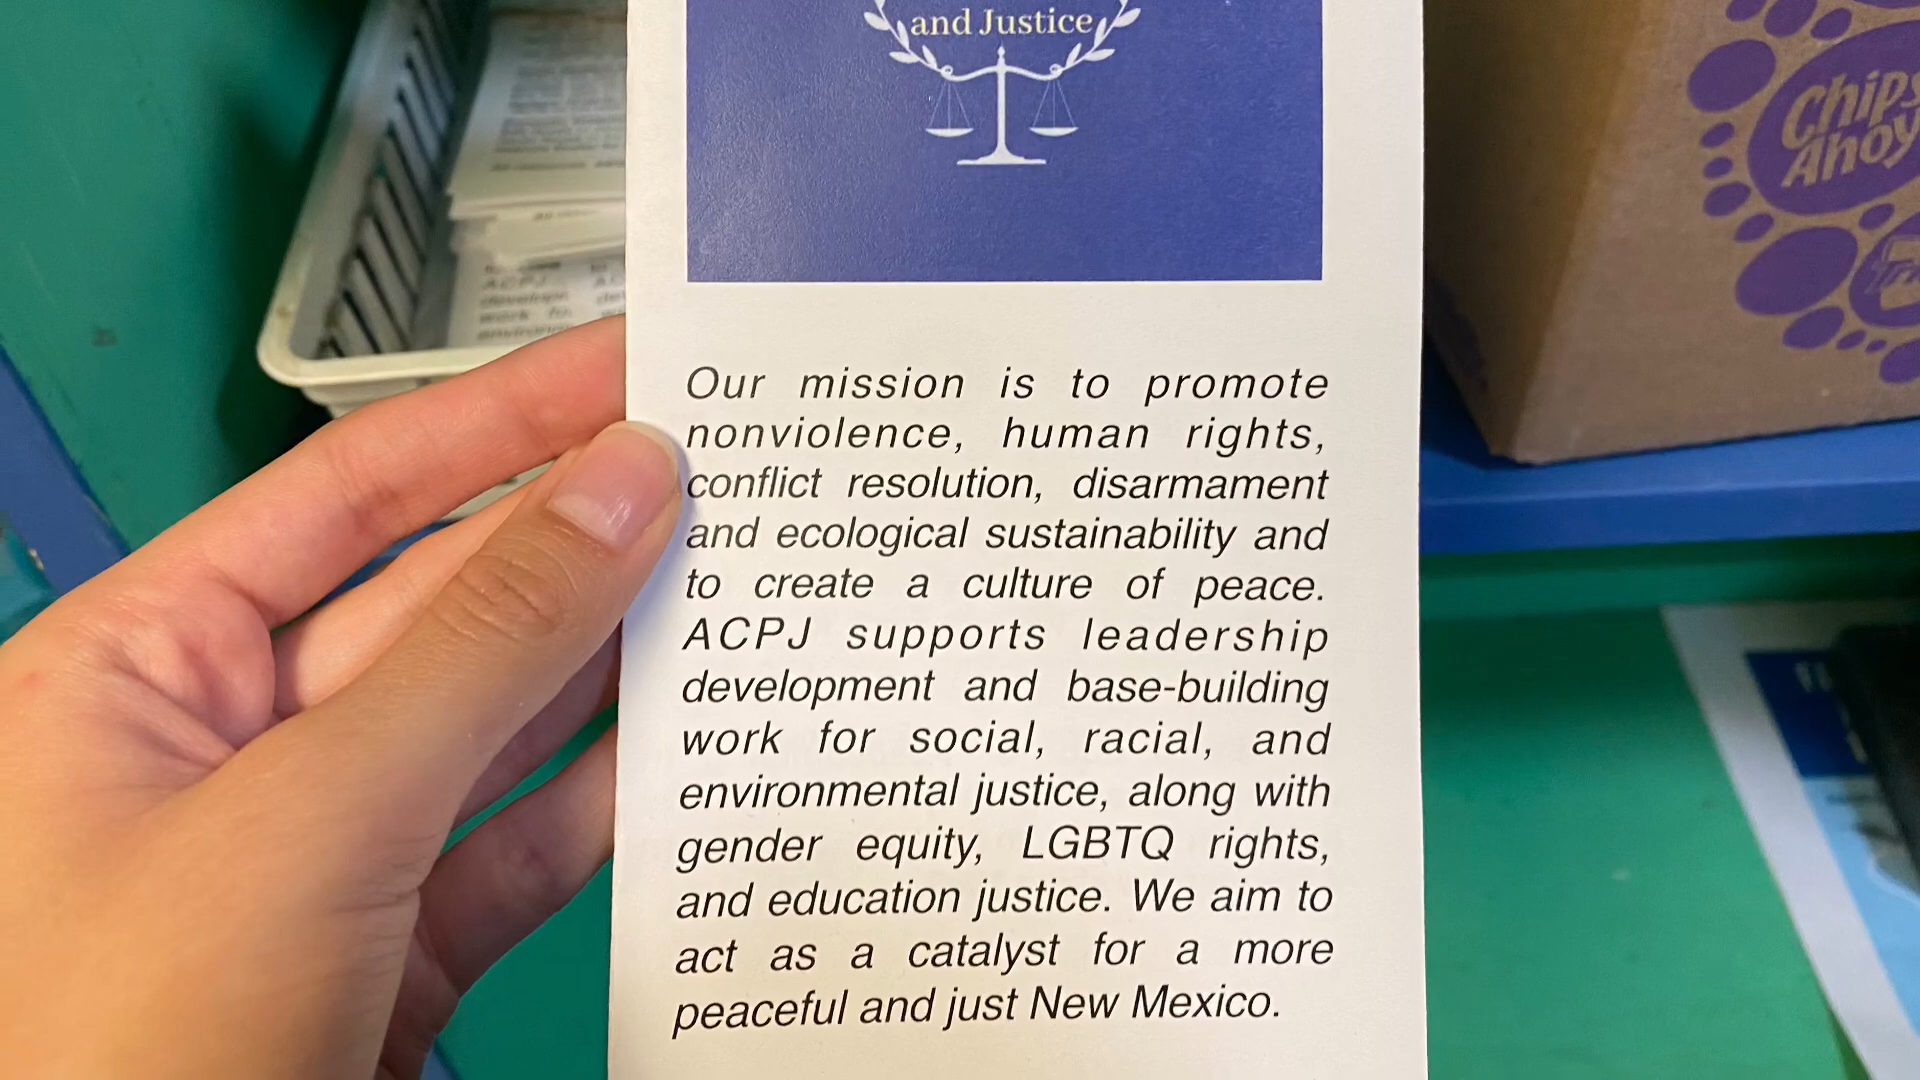 and Justice
Our mission is to promote
nonviolence, human rights,
conflict resolution, disarmament
and ecological sustainability and
to create a culture of peace.
ACPJ supports leadership
development and base-building
work for social, racial, and
environmental justice, along with
gender equity, LGBTQ rights,
and education justice. We aim to
act as a catalyst for a more
peaceful and just New Mexico.
Chips
Ahoy
ACPJ
work for